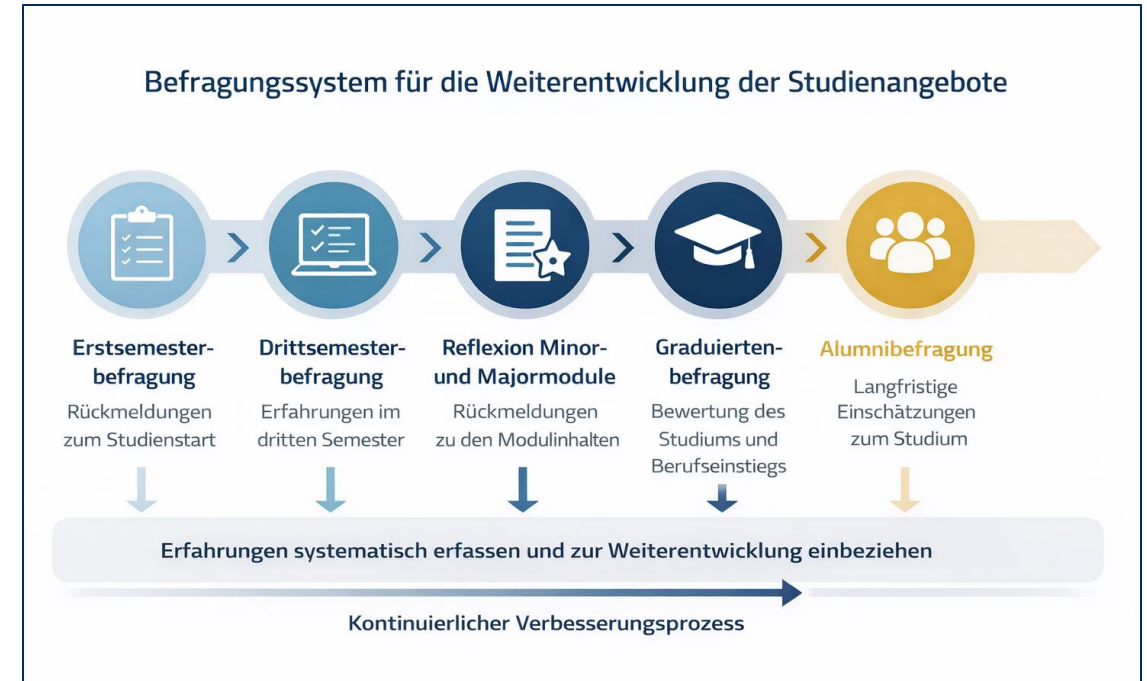 Befragungssystem für die Weiterentwicklung der Studienangebote
Erstsemester-
befragung
Rückmeldungen
zum Studienstart
Drittsemester-
befragung
Erfahrungen im
dritten Semester
Reflexion Minor-
und Majormodule
Rückmeldungen
zu den Modulinhalten
Graduierten-
befragung
Bewertung des
Studiums und
Berufseinstiegs
Alumnibefragung
Langfristige
Einschätzungen
zum Studium
Erfahrungen systematisch erfassen und zur Weiterentwicklung einbeziehen
Kontinuierlicher Verbesserungsprozess